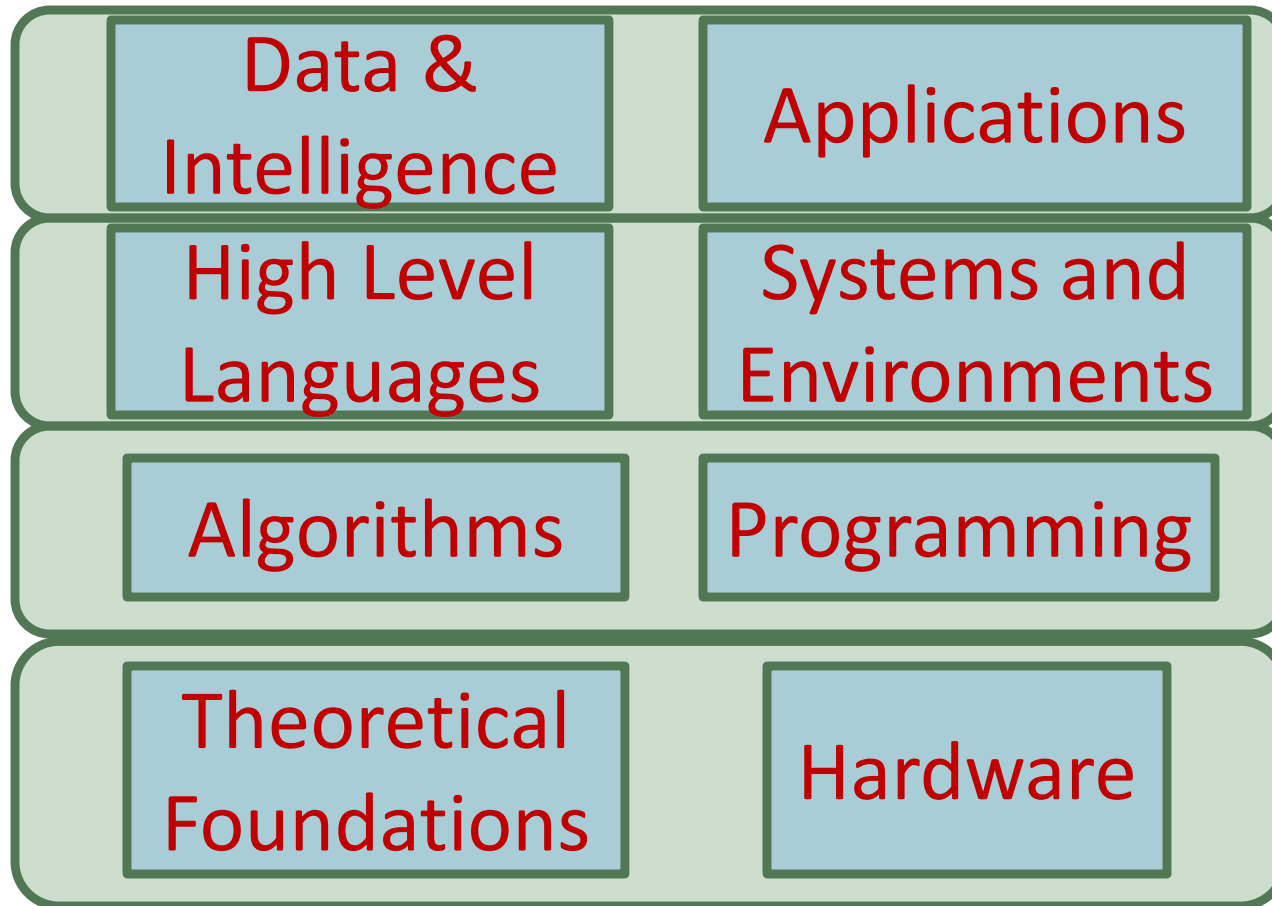 Data &
Intelligence
Applications
High Level
Languages
Systems and
Environments
Algorithms
Programming
Theoretical
Foundations
Hardware